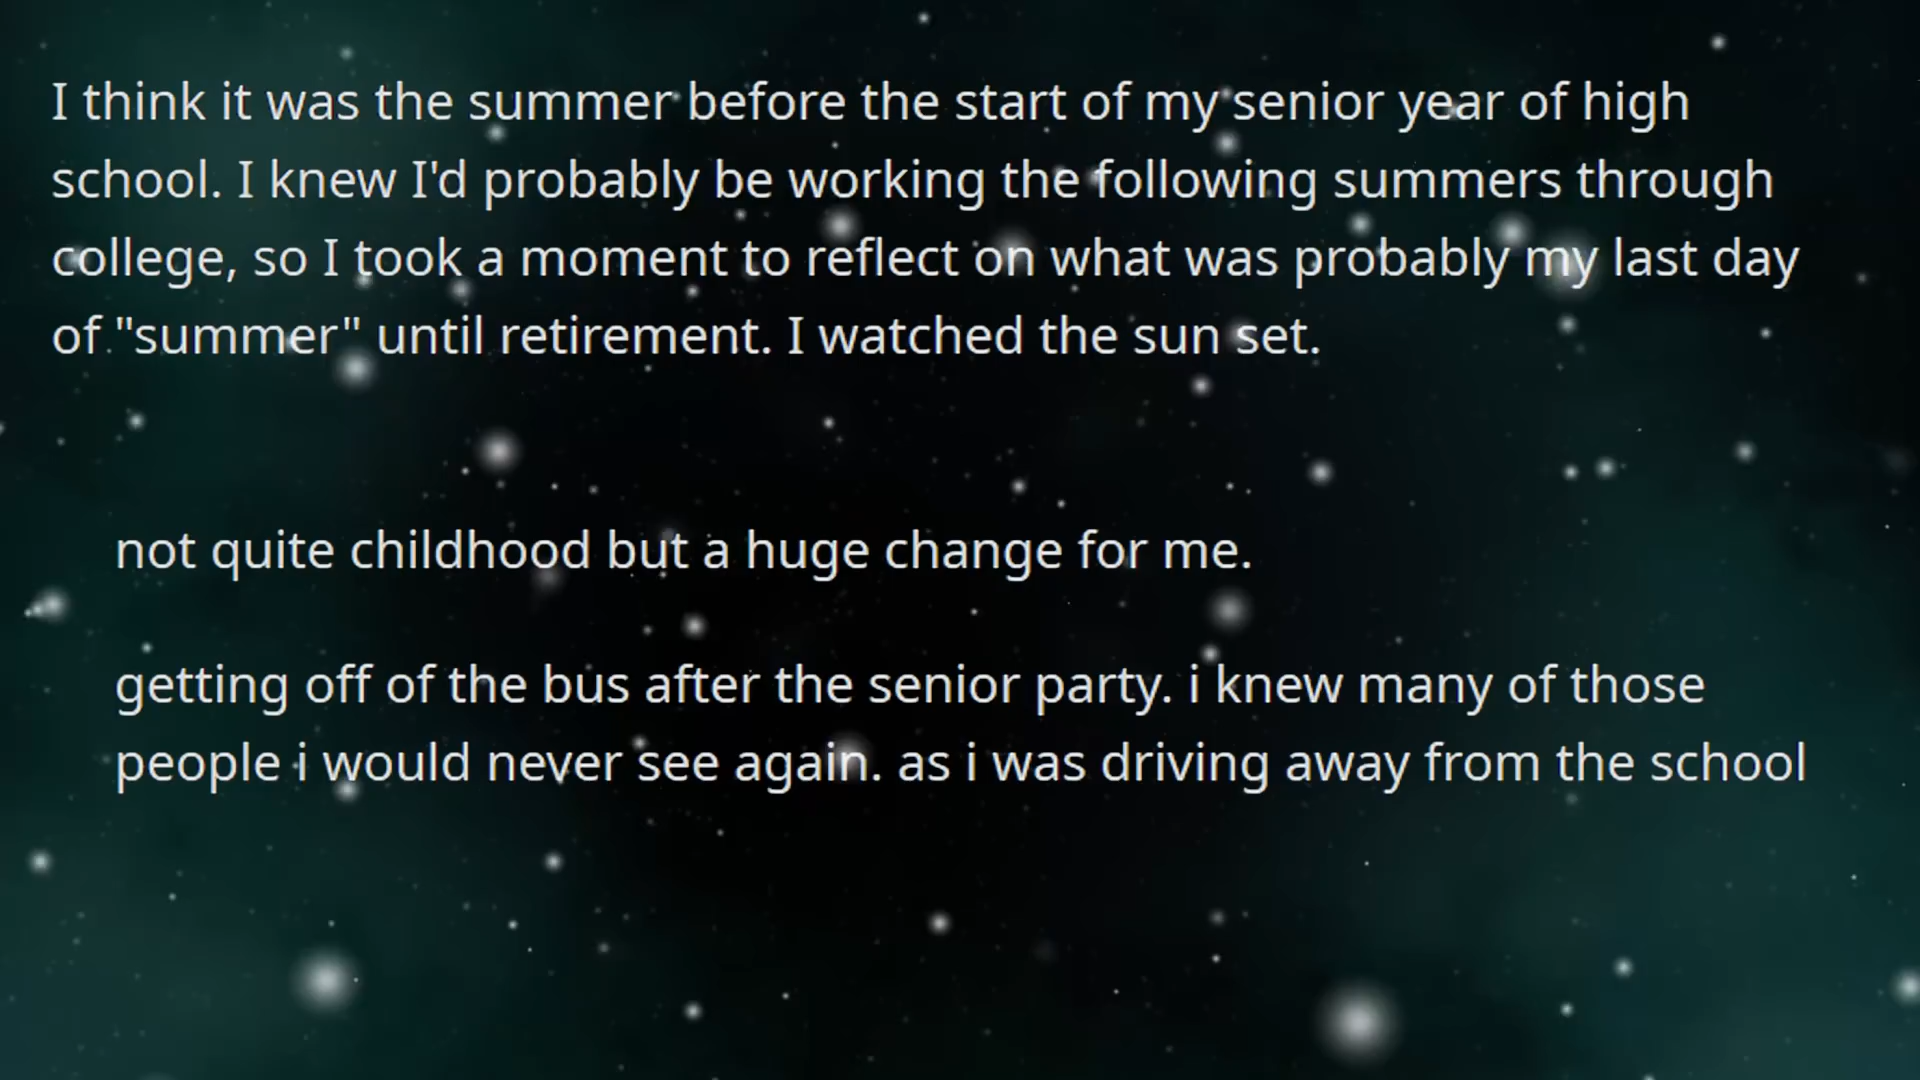 I think it was the summer before the start of my senior year of high
school. I knew I'd probably be working the following summers through
college, so I took a moment to reflect on what was probably my last day
of "summer" until retirement. I watched the sun set.
not quite childhood but a huge change for me.
getting off of the bus after the senior party. i knew many of those
people i would never see again. as i was driving away from the school